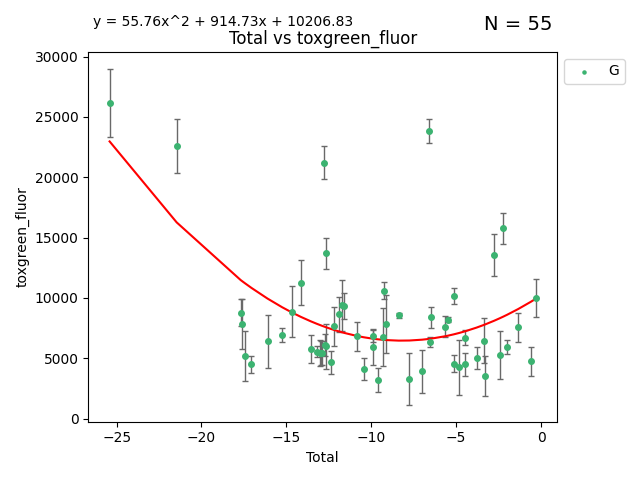 y = 55.76x^2 + 914.73x + 10206.83
N = 55
Total vs toxgreen_fluor
G
30000
25000
20000
15000
10000
5000
0
toxgreen_fluor
−25 −20 −15 −10 −5 0
Total